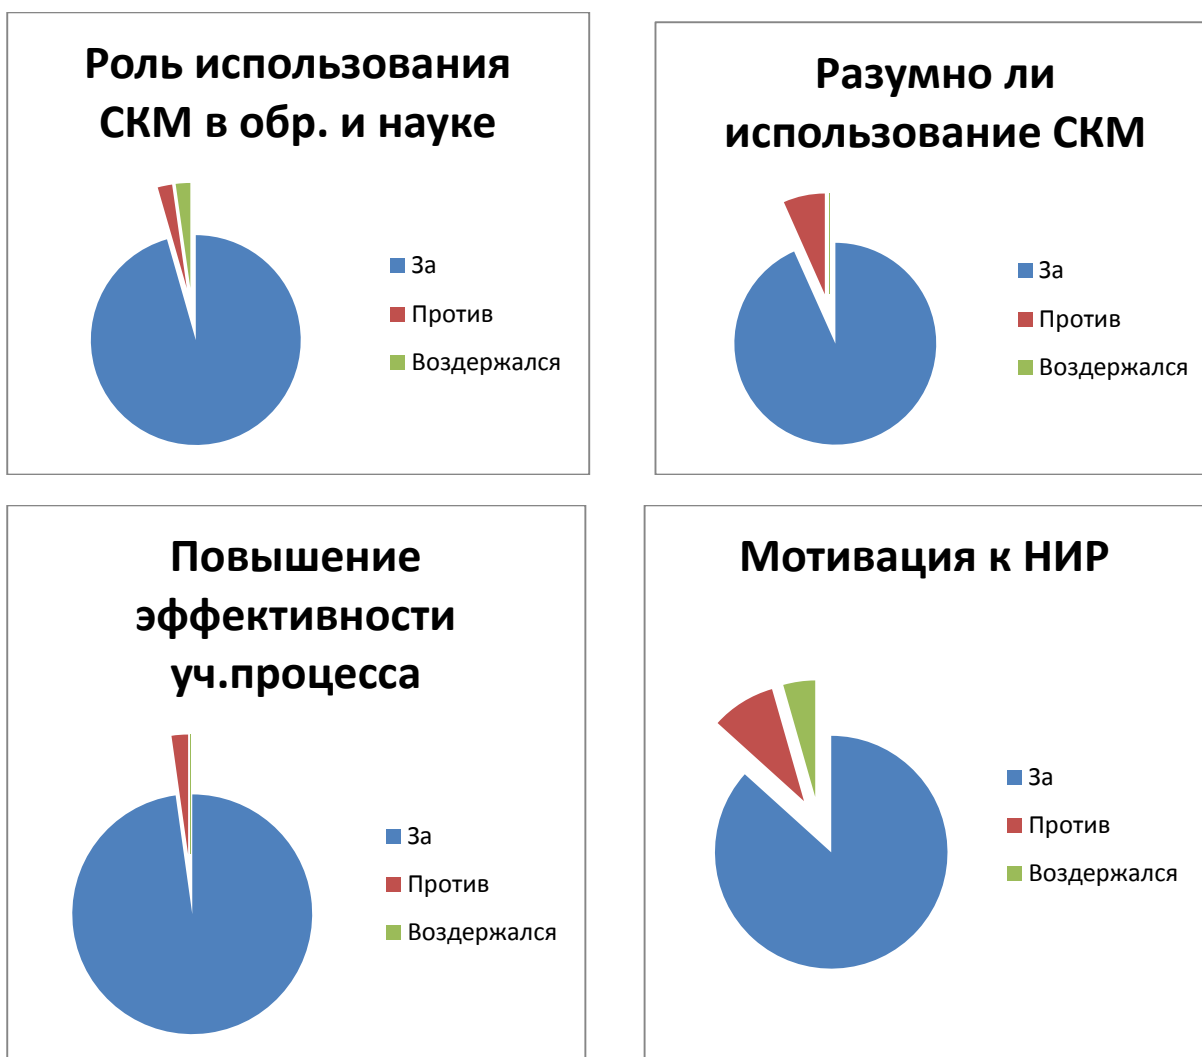 Роль использования
СКМ в обр. и науке
За
Против
Воздержался
Разумно ли
использование СКМ
За
Против
Воздержался
Повышение
эффективности
уч.процесса
За
Против
Воздержался
Мотивация к НИР
За
Против
Воздержался